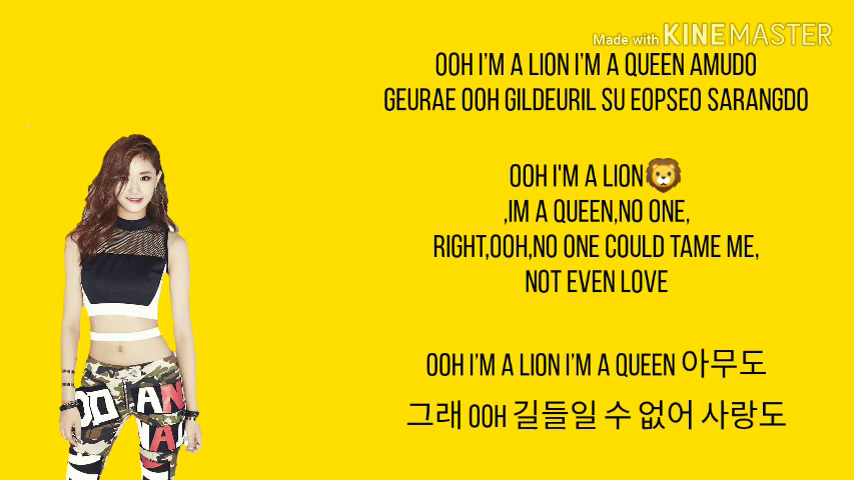 Made with KINEMASTER
OOH I'M A LION I'M A QUEEN AMUDO
GEURAE OOH GILDEURIL SU EOPSEO SARANGDO
OOH I'M A LION🦁
,IM A QUEEN,NO ONE,
RIGHT,OOH,NO ONE COULD TAME ME,
NOT EVEN LOVE
OOH I'M A LION I'M A QUEEN 아무도
그래 OOH 길들일 수 없어 사랑도